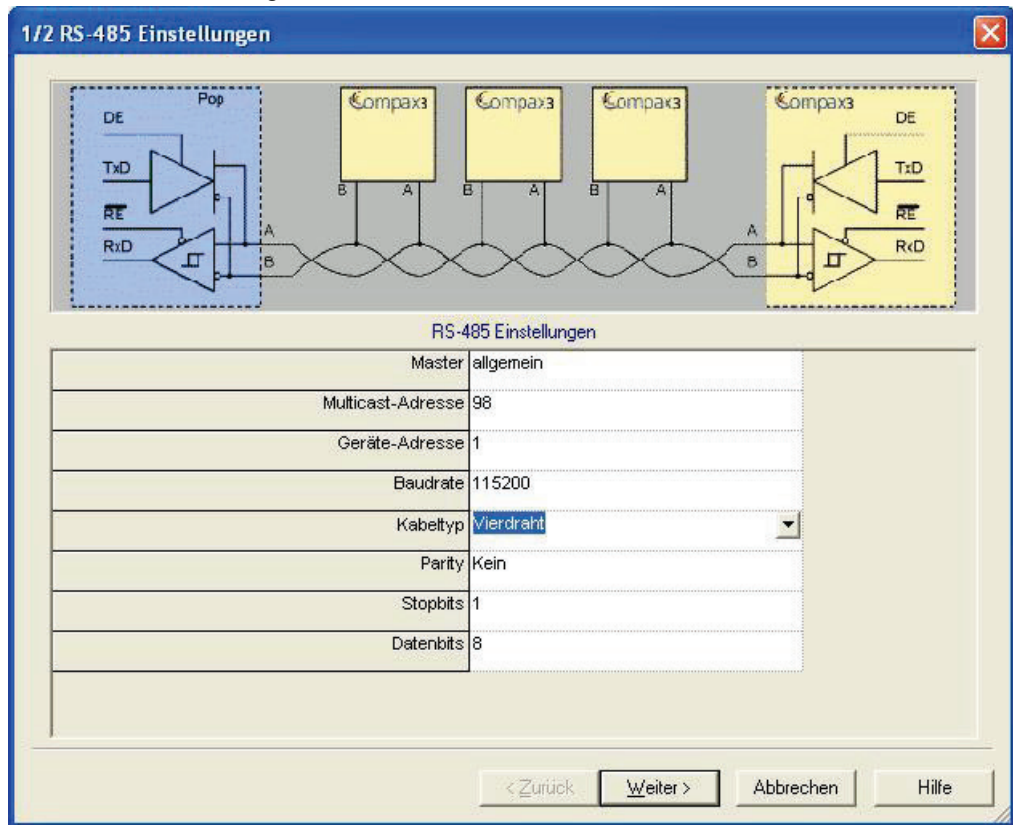 1/2 RS-485 Einstellungen
Pop
DE
TxD
RE
RxD
A
B
Compax3
B A
Compax3
B A
Compax3
B A
Compax3
DE
TxD
RE
RxD
A
B
RS-485 Einstellungen
Master allgemein
Multicast-Adresse 98
Geräte-Adresse 1
Baudrate 115200
Kabeltyp Vierdraht
Parity Kein
Stopbits 1
Datenbits 8
< Zurück Weiter > Abbrechen Hilfe